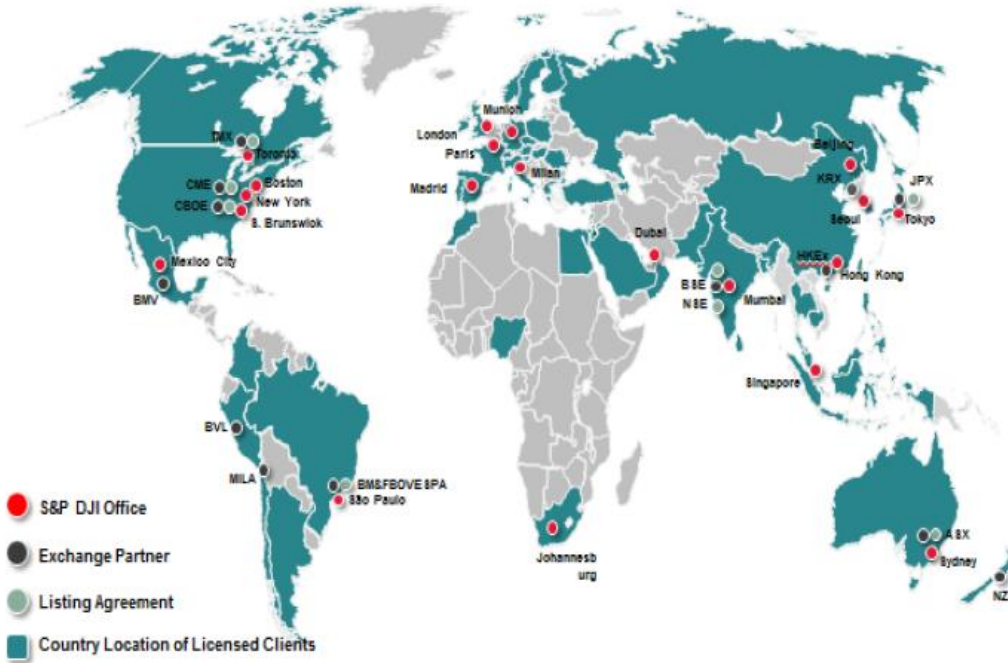 TMX
Toronto
CME
Boston
New York
CBOE
S. Brunswick
Mexico City
BMV
BVL
MILA
BM&FBOVESPA
São Paulo
Munich
London
Paris
Milan
Madrid
Dubai
Johannesb
urg
Beijing
KRX
JPX
Seoul
Tokyo
HKEx
Hong Kong
BSE
Mumbai
NSE
Singapore
ASX
Sydney
NZ
S&P DJI Office
Exchange Partner
Listing Agreement
Country Location of Licensed Clients